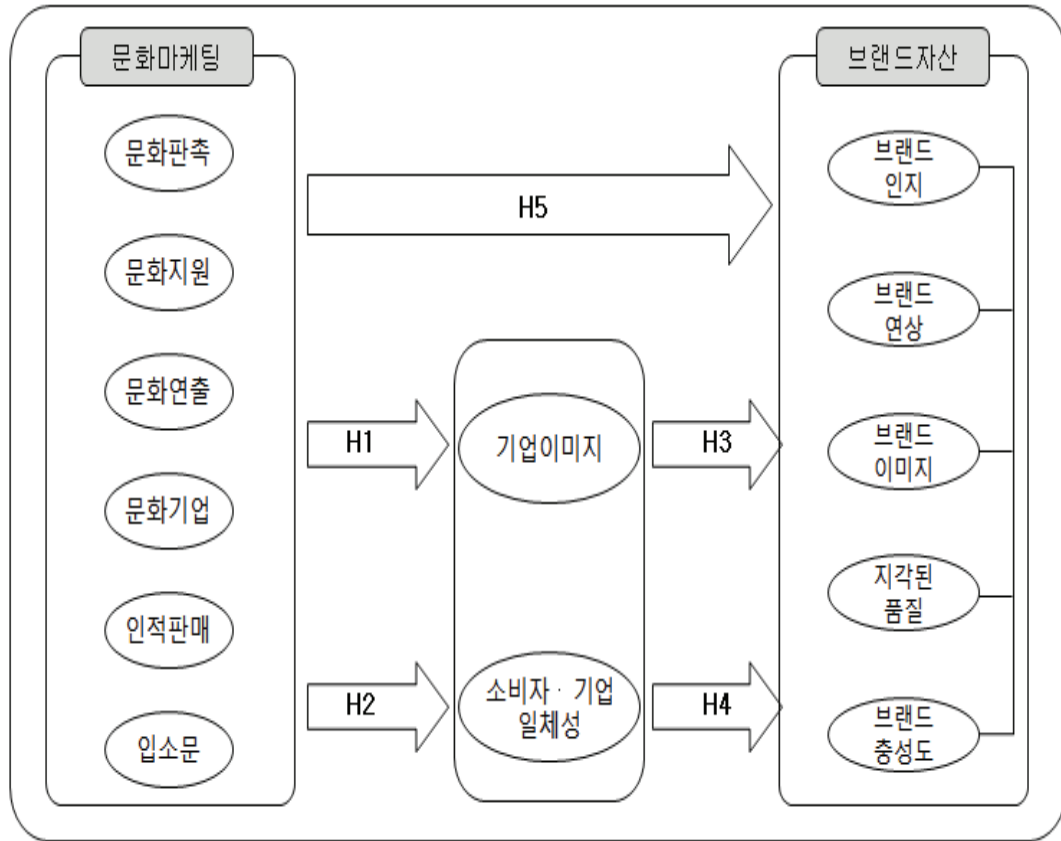 문화마케팅
문화판촉
문화지원
문화연출
문화기업
인적판매
입소문
H5
H1
H2
기업이미지
소비자 · 기업
일체성
H3
H4
브랜드자산
브랜드
인지
브랜드
연상
브랜드
이미지
지각된
품질
브랜드
충성도